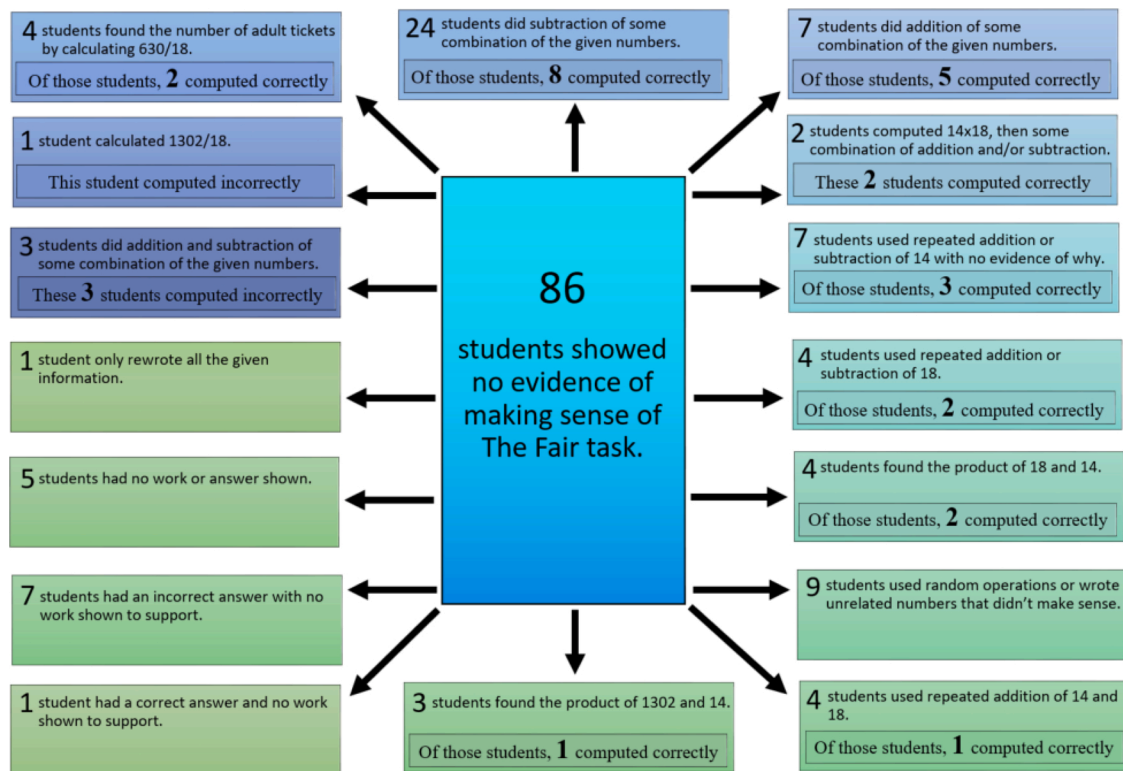 4 students found the number of adult tickets
by calculating 630/18.
Of those students, 2 computed correctly
24 students did subtraction of some
combination of the given numbers.
Of those students, 8 computed correctly
7 students did addition of some
combination of the given numbers.
Of those students, 5 computed correctly
1 student calculated 1302/18.
This student computed incorrectly
2 students computed 14x18, then some
combination of addition and/or subtraction.
These 2 students computed correctly
3 students did addition and subtraction of
some combination of the given numbers.
These 3 students computed incorrectly
86
students showed
no evidence of
making sense of
The Fair task.
7 students used repeated addition or
subtraction of 14 with no evidence of why.
Of those students, 3 computed correctly
1 student only rewrote all the given
information.
4 students used repeated addition or
subtraction of 18.
Of those students, 2 computed correctly
5 students had no work or answer shown.
4 students found the product of 18 and 14.
Of those students, 2 computed correctly
7 students had an incorrect answer with no
work shown to support.
9 students used random operations or wrote
unrelated numbers that didn't make sense.
1 student had a correct answer and no work
shown to support.
3 students found the product of 1302 and 14.
Of those students, 1 computed correctly
4 students used repeated addition of 14 and
18.
Of those students, 1 computed correctly